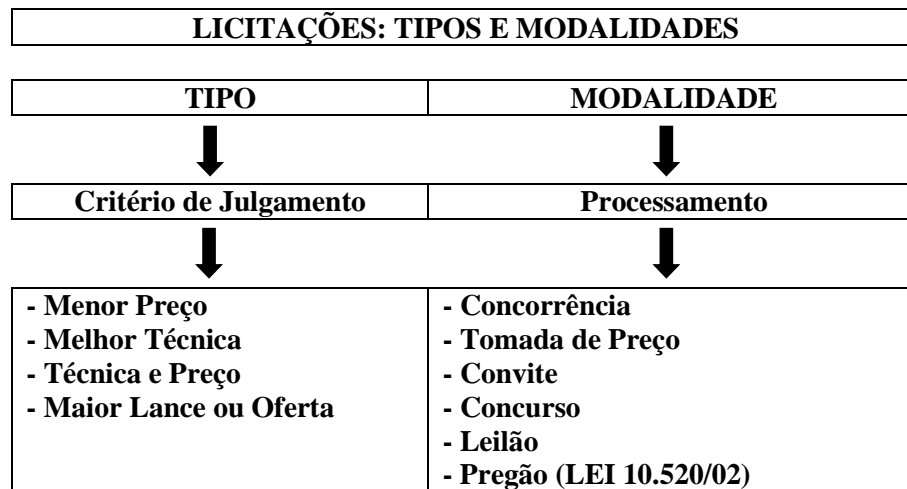 LICITAÇÕES: TIPOS E MODALIDADES
TIPO
MODALIDADE
Critério de Julgamento
Processamento
- Menor Preço
- Melhor Técnica
- Técnica e Preço
- Maior Lance ou Oferta
- Concorrência
- Tomada de Preço
- Convite
- Concurso
- Leilão
- Pregão (LEI 10.520/02)